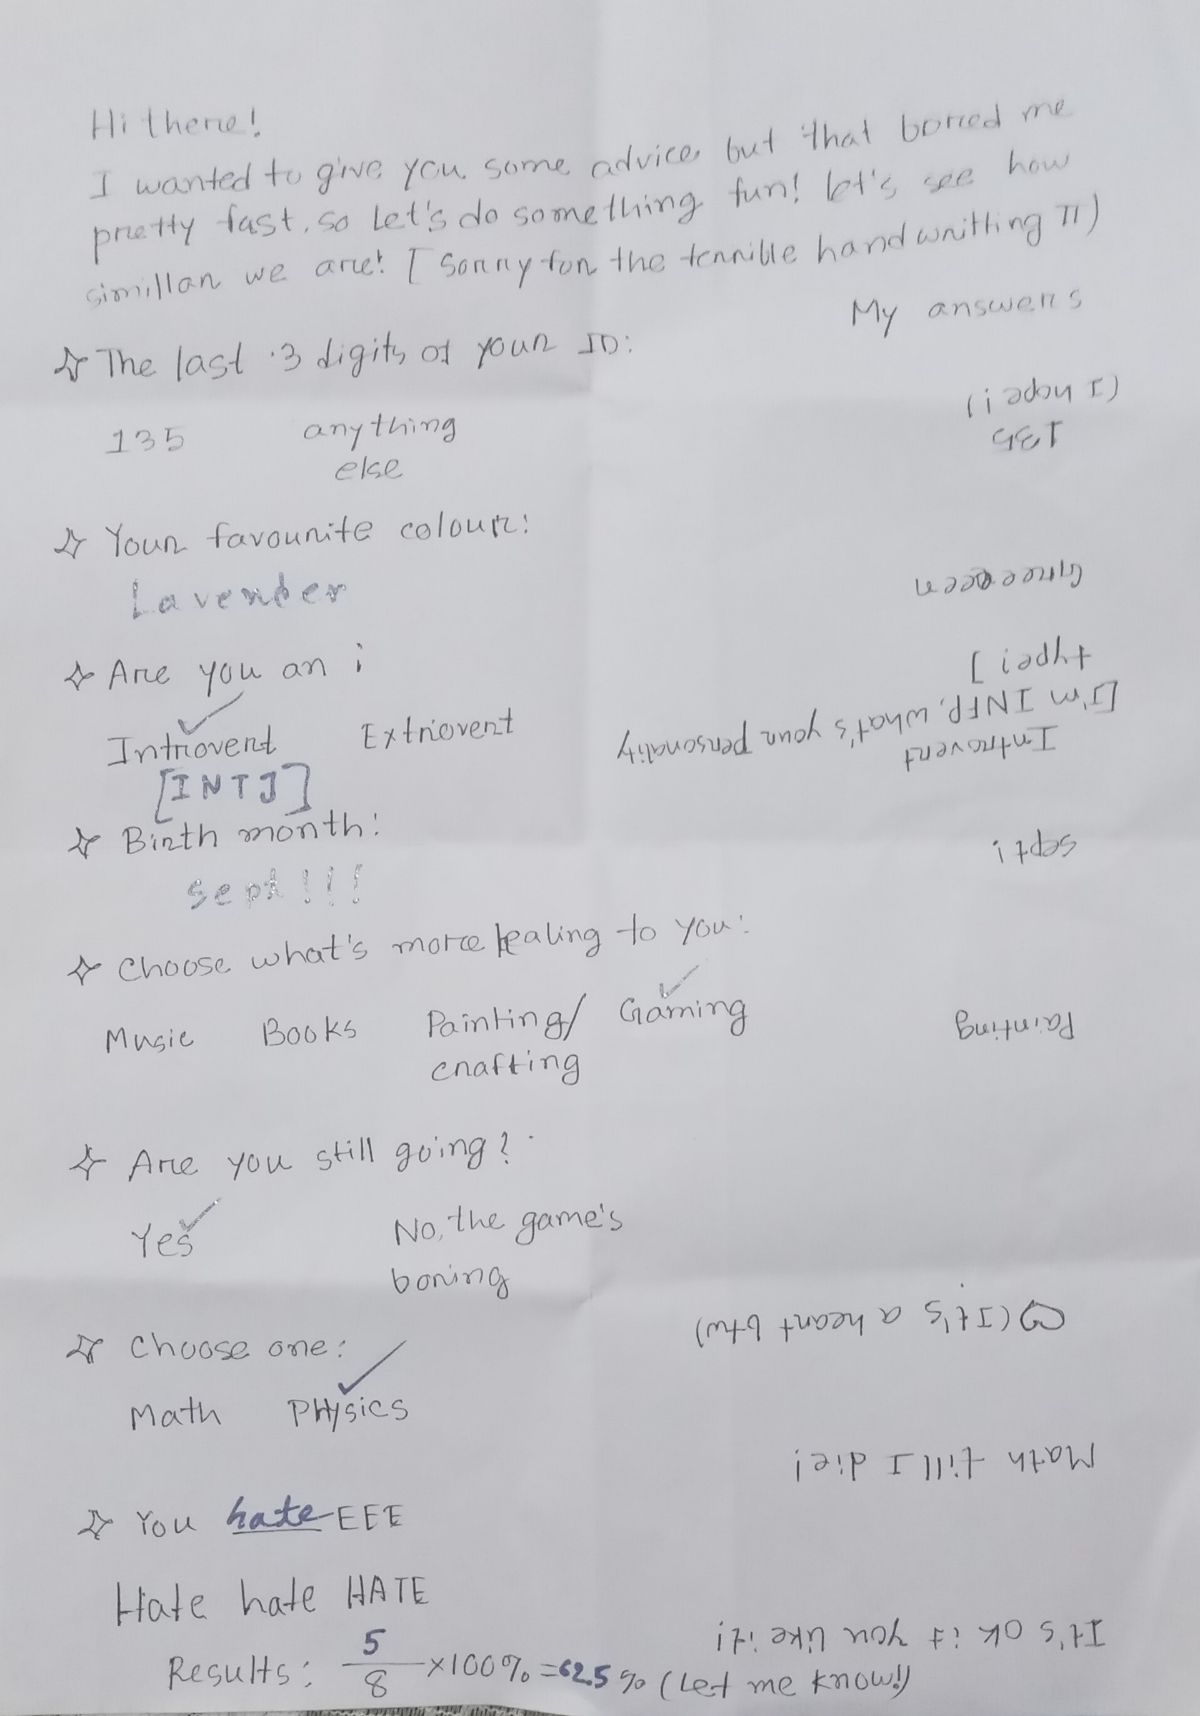 Hi there!
I wanted to give you some advice but that bored me
pretty fast, so Let's do something fun! let's see how
simillar we are! [Sorry for the terrible handwritting TT)
My answers
The last 3 digits of your ID:
(I hope!)
135 anything
135
else
Your favourite colour:
Lavender
Greeeeen
Are you an :
Introvert Extrovert
[INTJ]
Introvert
[I'm INFP, what's your personality
type?]
Birth month:
sept!!!
Sept!
Choose what's more healing to you:
Music Books Painting/ Gaming
crafting
Painting
Are you still going?
Yes No, the game's
boring
♡(It's a heart btw)
Choose one:
Math PHysics
Math till I die!
You hate EEE
Hate hate HATE
It's ok if you like it!
Results: 5/8 ×100% = 62.5% (Let me know!)